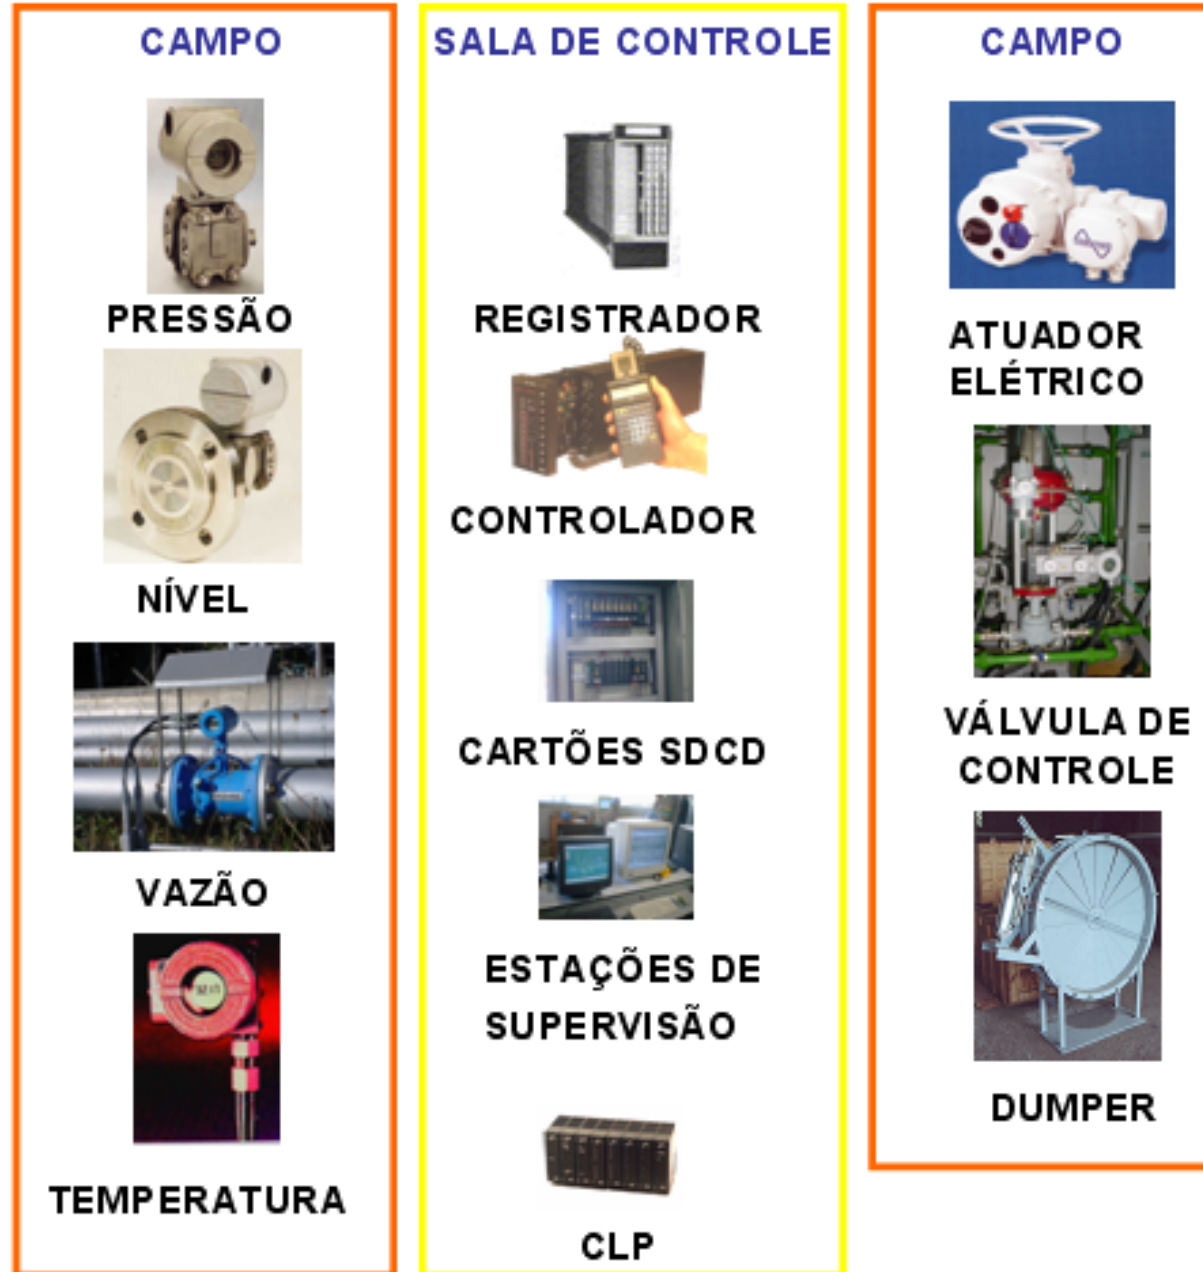 CAMPO
PRESSÃO
NÍVEL
VAZÃO
TEMPERATURA
SALA DE CONTROLE
REGISTRADOR
CONTROLADOR
CARTÕES SDCD
ESTAÇÕES DE
SUPERVISÃO
CLP
CAMPO
ATUADOR
ELÉTRICO
VÁLVULA DE
CONTROLE
DUMPER